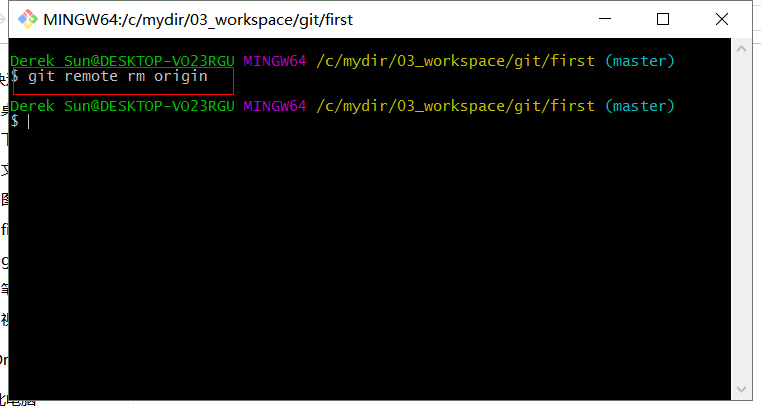 MINGW64:/c/mydir/03_workspace/git/first
Derek Sun@DESKTOP-VO23RGU MINGW64 /c/mydir/03_workspace/git/first (master)
$ git remote rm origin
Derek Sun@DESKTOP-VO23RGU MINGW64 /c/mydir/03_workspace/git/first (master)
$